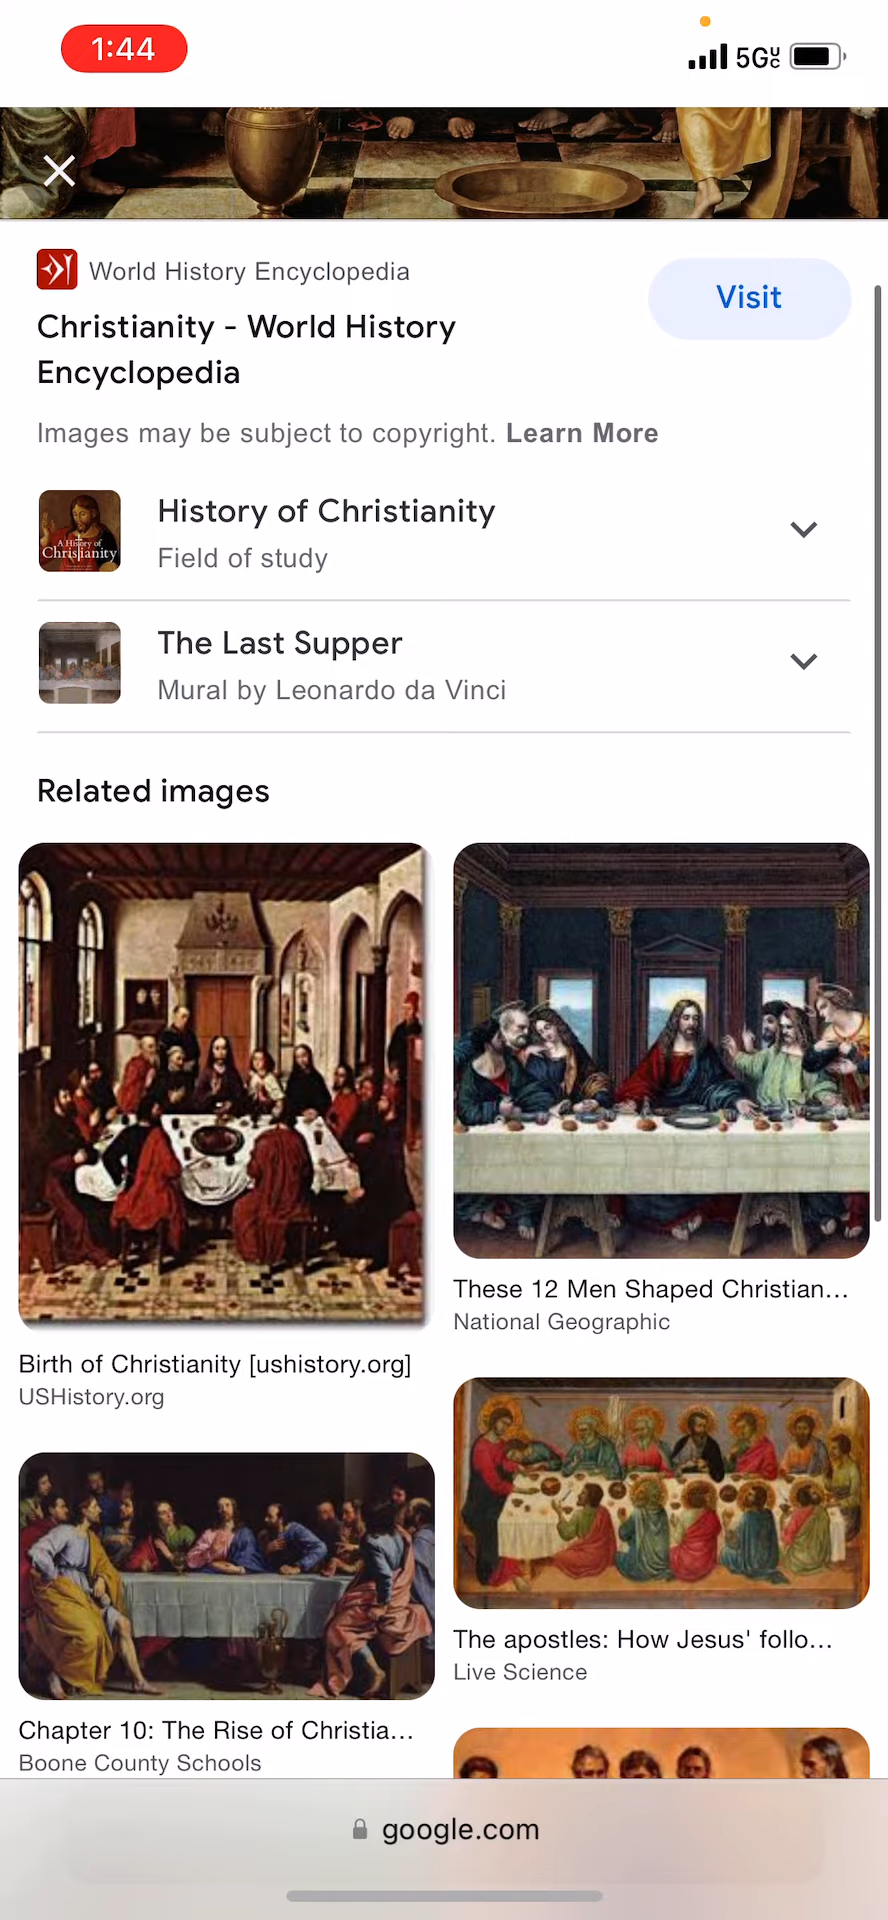 1:44
5GUC
World History Encyclopedia
Visit
Christianity - World History
Encyclopedia
Images may be subject to copyright. Learn More
A History of
Christianity
History of Christianity
Field of study
The Last Supper
Mural by Leonardo da Vinci
Related images
Birth of Christianity [ushistory.org]
USHistory.org
These 12 Men Shaped Christian...
National Geographic
Chapter 10: The Rise of Christia...
Boone County Schools
The apostles: How Jesus' follo...
Live Science
google.com